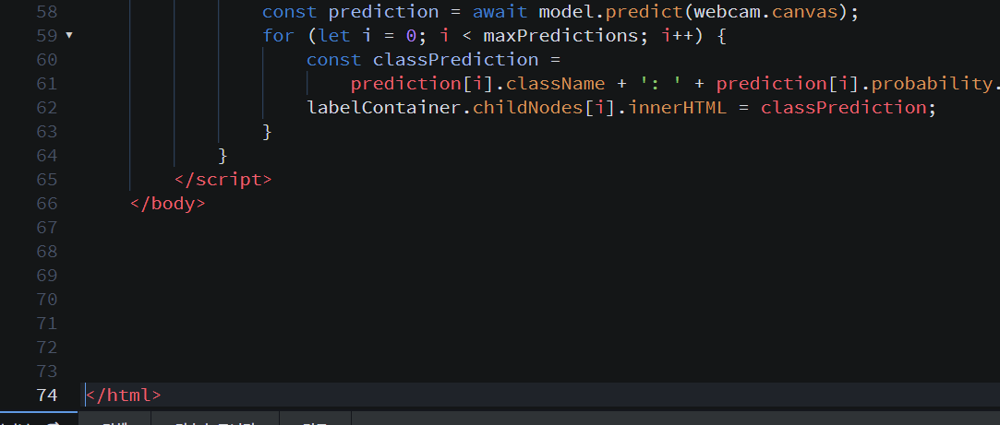 58 const prediction = await model.predict(webcam.canvas);
59 for (let i = 0; i < maxPredictions; i++) {
60 const classPrediction =
61 prediction[i].className + ': ' + prediction[i].probability.
62 labelContainer.childNodes[i].innerHTML = classPrediction;
63 }
64 }
65 </script>
66 </body>
67
68
69
70
71
72
73
74 </html>